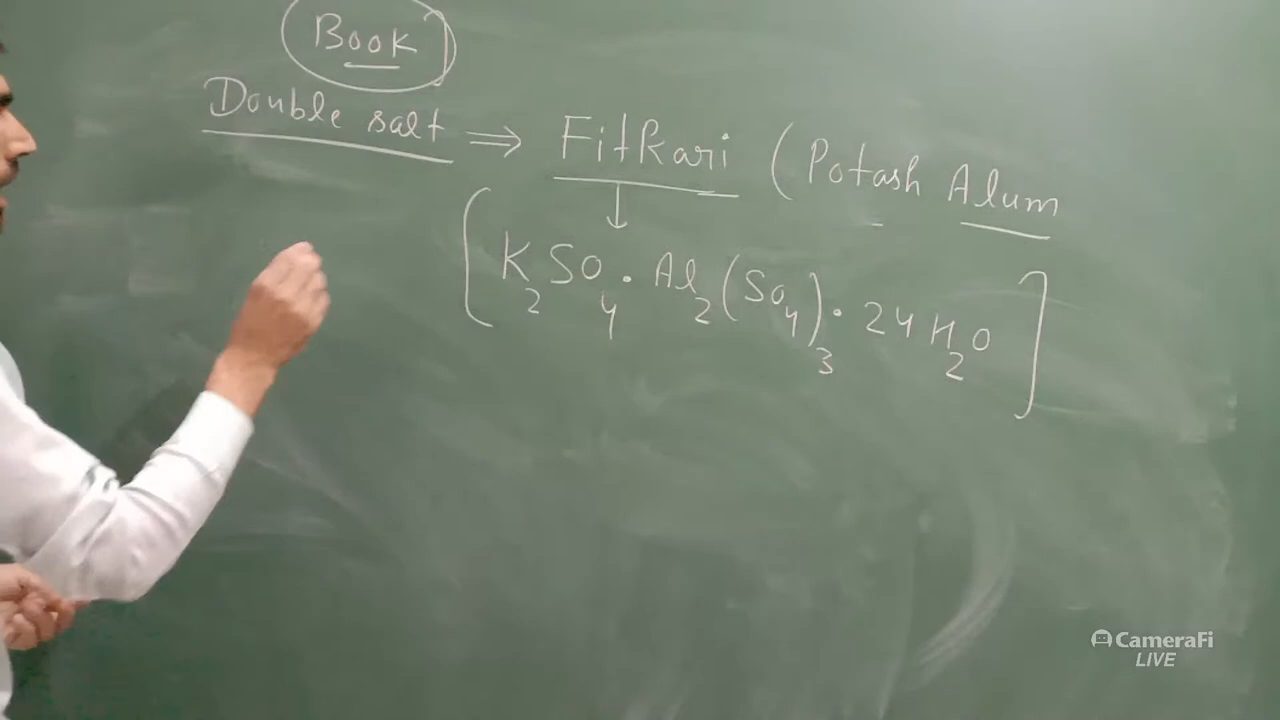 Book
Double salt ⇒ Fitkari (Potash Alum
[K₂SO₄ · Al₂(SO₄)₃ · 24H₂O]
CameraFi
LIVE